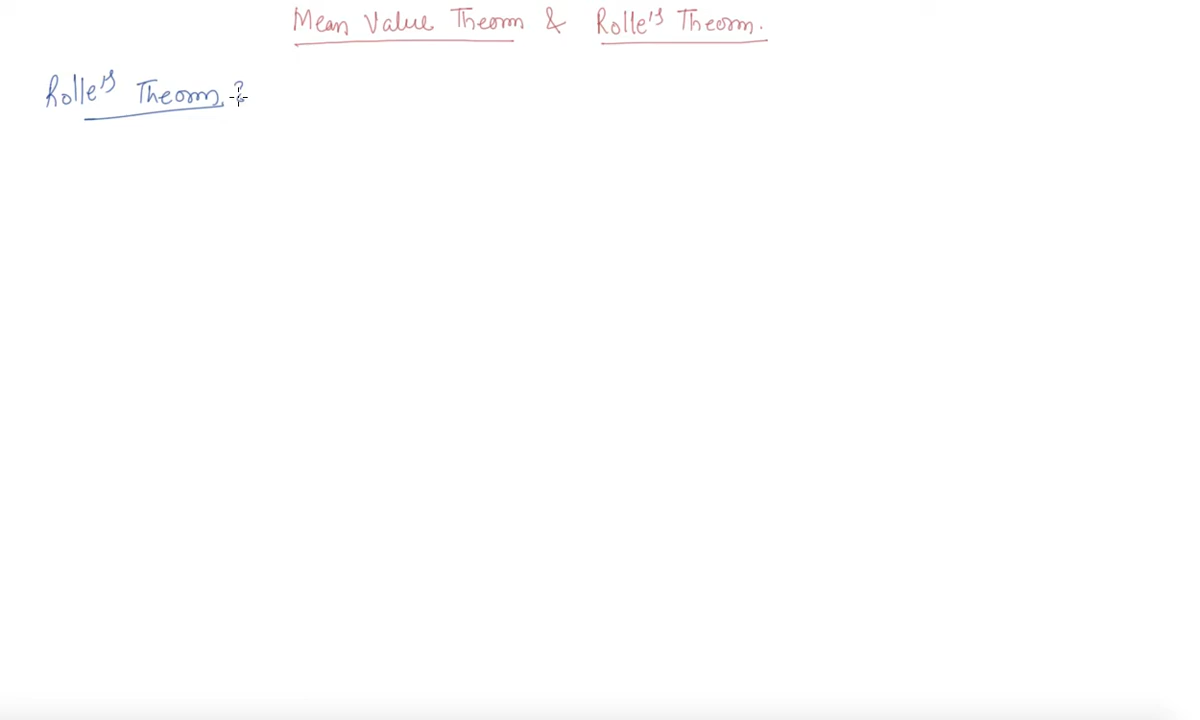 Mean Value Theorm & Rolle's Theorm.
Rolle's Theorm :-